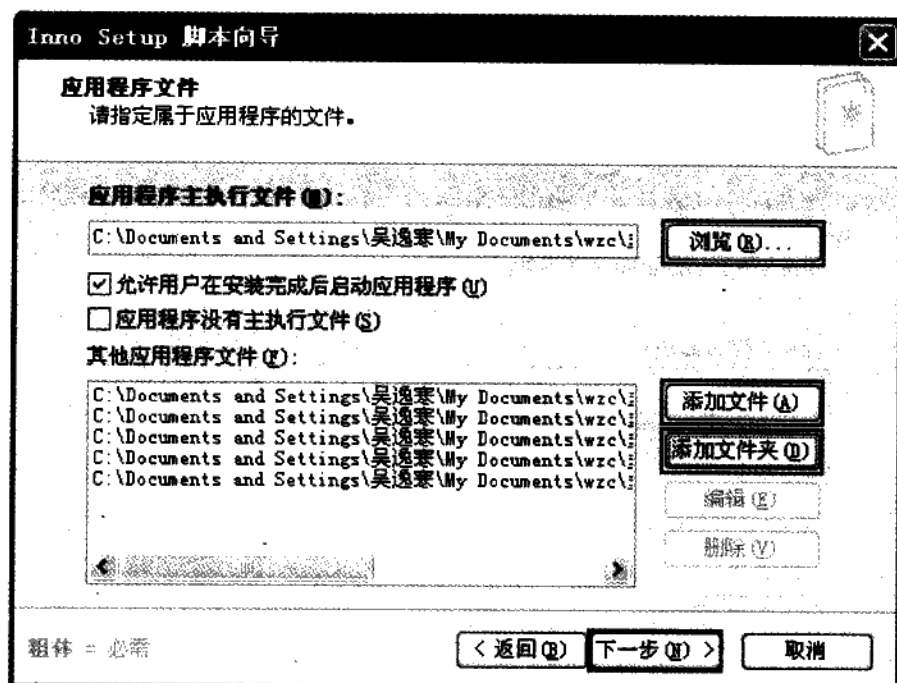 Inno Setup 脚本向导
应用程序文件
请指定属于应用程序的文件。
应用程序主执行文件(M):
C:\Documents and Settings\吴逸寒\My Documents\wzc\
浏览(R)...
允许用户在安装完成后启动应用程序(U)
应用程序没有主执行文件(S)
其他应用程序文件(F):
C:\Documents and Settings\吴逸寒\My Documents\wzc\
C:\Documents and Settings\吴逸寒\My Documents\wzc\
C:\Documents and Settings\吴逸寒\My Documents\wzc\
C:\Documents and Settings\吴逸寒\My Documents\wzc\
C:\Documents and Settings\吴逸寒\My Documents\wzc\
添加文件(A)
添加文件夹(D)
编辑(E)
删除(V)
粗体 = 必需
< 返回(B)
下一步(N) >
取消